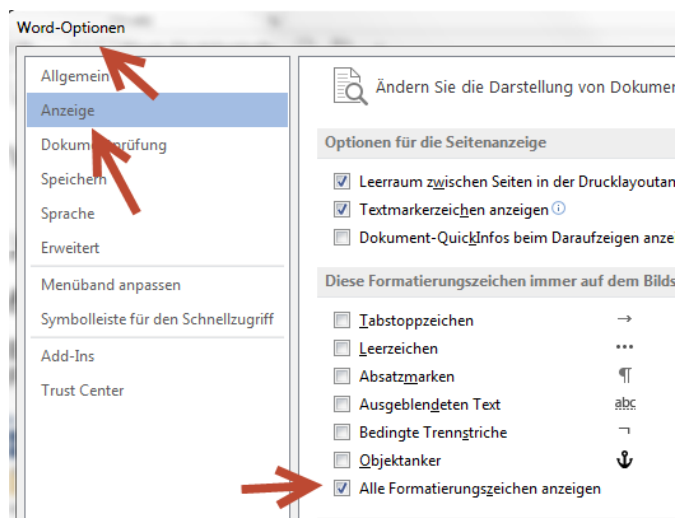 Word-Optionen
Allgemein
Anzeige
Dokumentprüfung
Speichern
Sprache
Erweitert
Menüband anpassen
Symbolleiste für den Schnellzugriff
Add-Ins
Trust Center
Ändern Sie die Darstellung von Dokumen
Optionen für die Seitenanzeige
Leerraum zwischen Seiten in der Drucklayoutan
Textmarkerzeichen anzeigen
Dokument-QuickInfos beim Daraufzeigen anze
Diese Formatierungszeichen immer auf dem Bilds
Tabstoppzeichen →
Leerzeichen •••
Absatzmarken ¶
Ausgeblendeten Text abc
Bedingte Trennstriche ¬
Objektanker
Alle Formatierungszeichen anzeigen